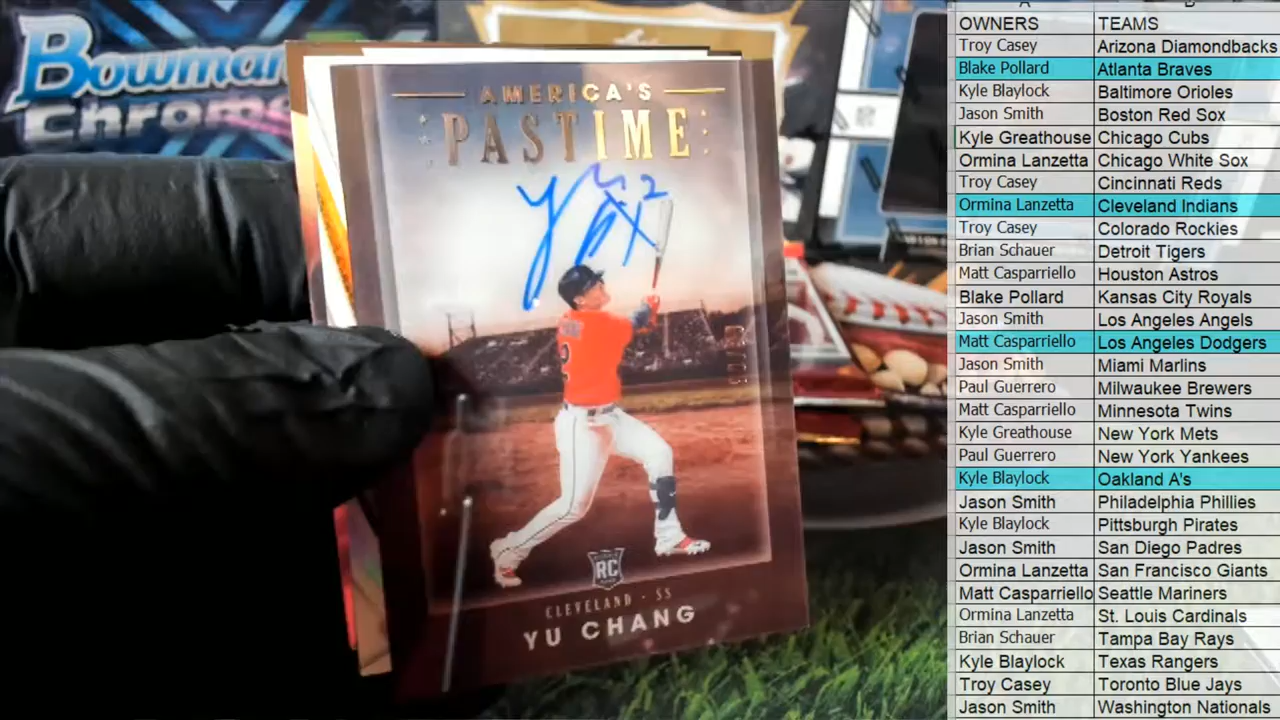 Bowman
Chrome
AMERICA'S
PASTIME
2
RC
CLEVELAND · SS
YU CHANG
A
B
OWNERS TEAMS
Troy Casey Arizona Diamondbacks
Blake Pollard Atlanta Braves
Kyle Blaylock Baltimore Orioles
Jason Smith Boston Red Sox
Kyle Greathouse Chicago Cubs
Ormina Lanzetta Chicago White Sox
Troy Casey Cincinnati Reds
Ormina Lanzetta Cleveland Indians
Troy Casey Colorado Rockies
Brian Schauer Detroit Tigers
Matt Casparriello Houston Astros
Blake Pollard Kansas City Royals
Jason Smith Los Angeles Angels
Matt Casparriello Los Angeles Dodgers
Jason Smith Miami Marlins
Paul Guerrero Milwaukee Brewers
Matt Casparriello Minnesota Twins
Kyle Greathouse New York Mets
Paul Guerrero New York Yankees
Kyle Blaylock Oakland A's
Jason Smith Philadelphia Phillies
Kyle Blaylock Pittsburgh Pirates
Jason Smith San Diego Padres
Ormina Lanzetta San Francisco Giants
Matt Casparriello Seattle Mariners
Ormina Lanzetta St. Louis Cardinals
Brian Schauer Tampa Bay Rays
Kyle Blaylock Texas Rangers
Troy Casey Toronto Blue Jays
Jason Smith Washington Nationals